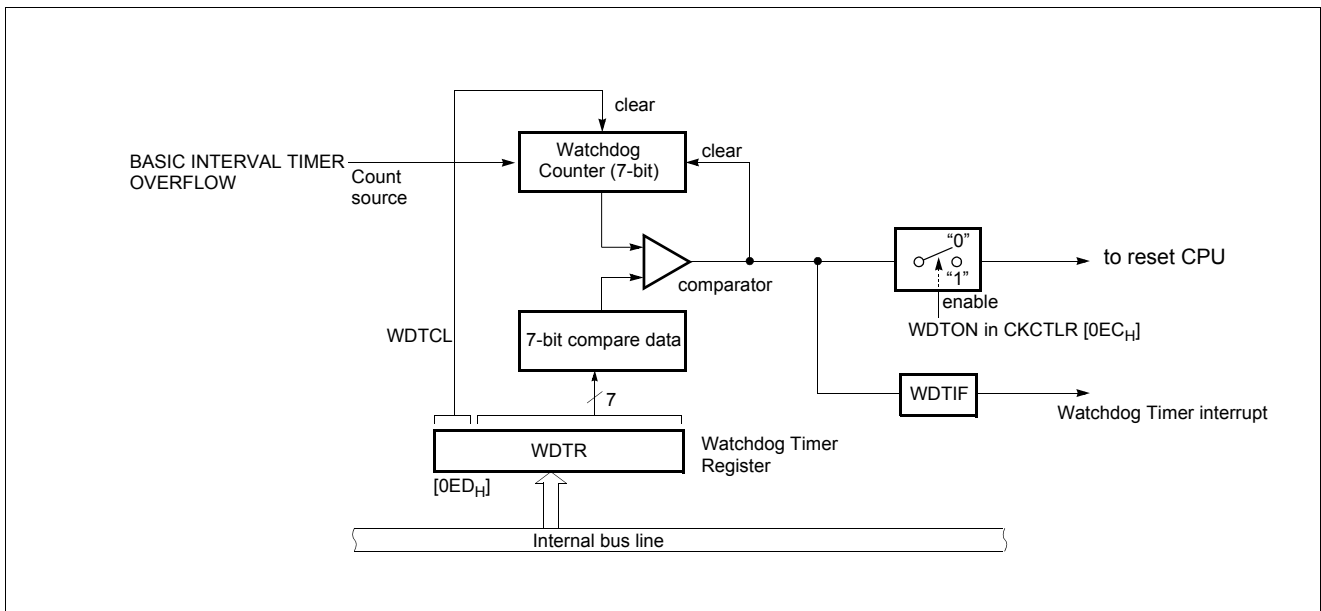 clear
BASIC INTERVAL TIMER
OVERFLOW
Count
source
Watchdog
Counter (7-bit)
clear
comparator
"0"
"1"
enable
to reset CPU
WDTON in CKCTLR [0ECH]
WDTCL
7-bit compare data
7
WDTIF
Watchdog Timer interrupt
WDTR
Watchdog Timer
Register
[0EDH]
Internal bus line